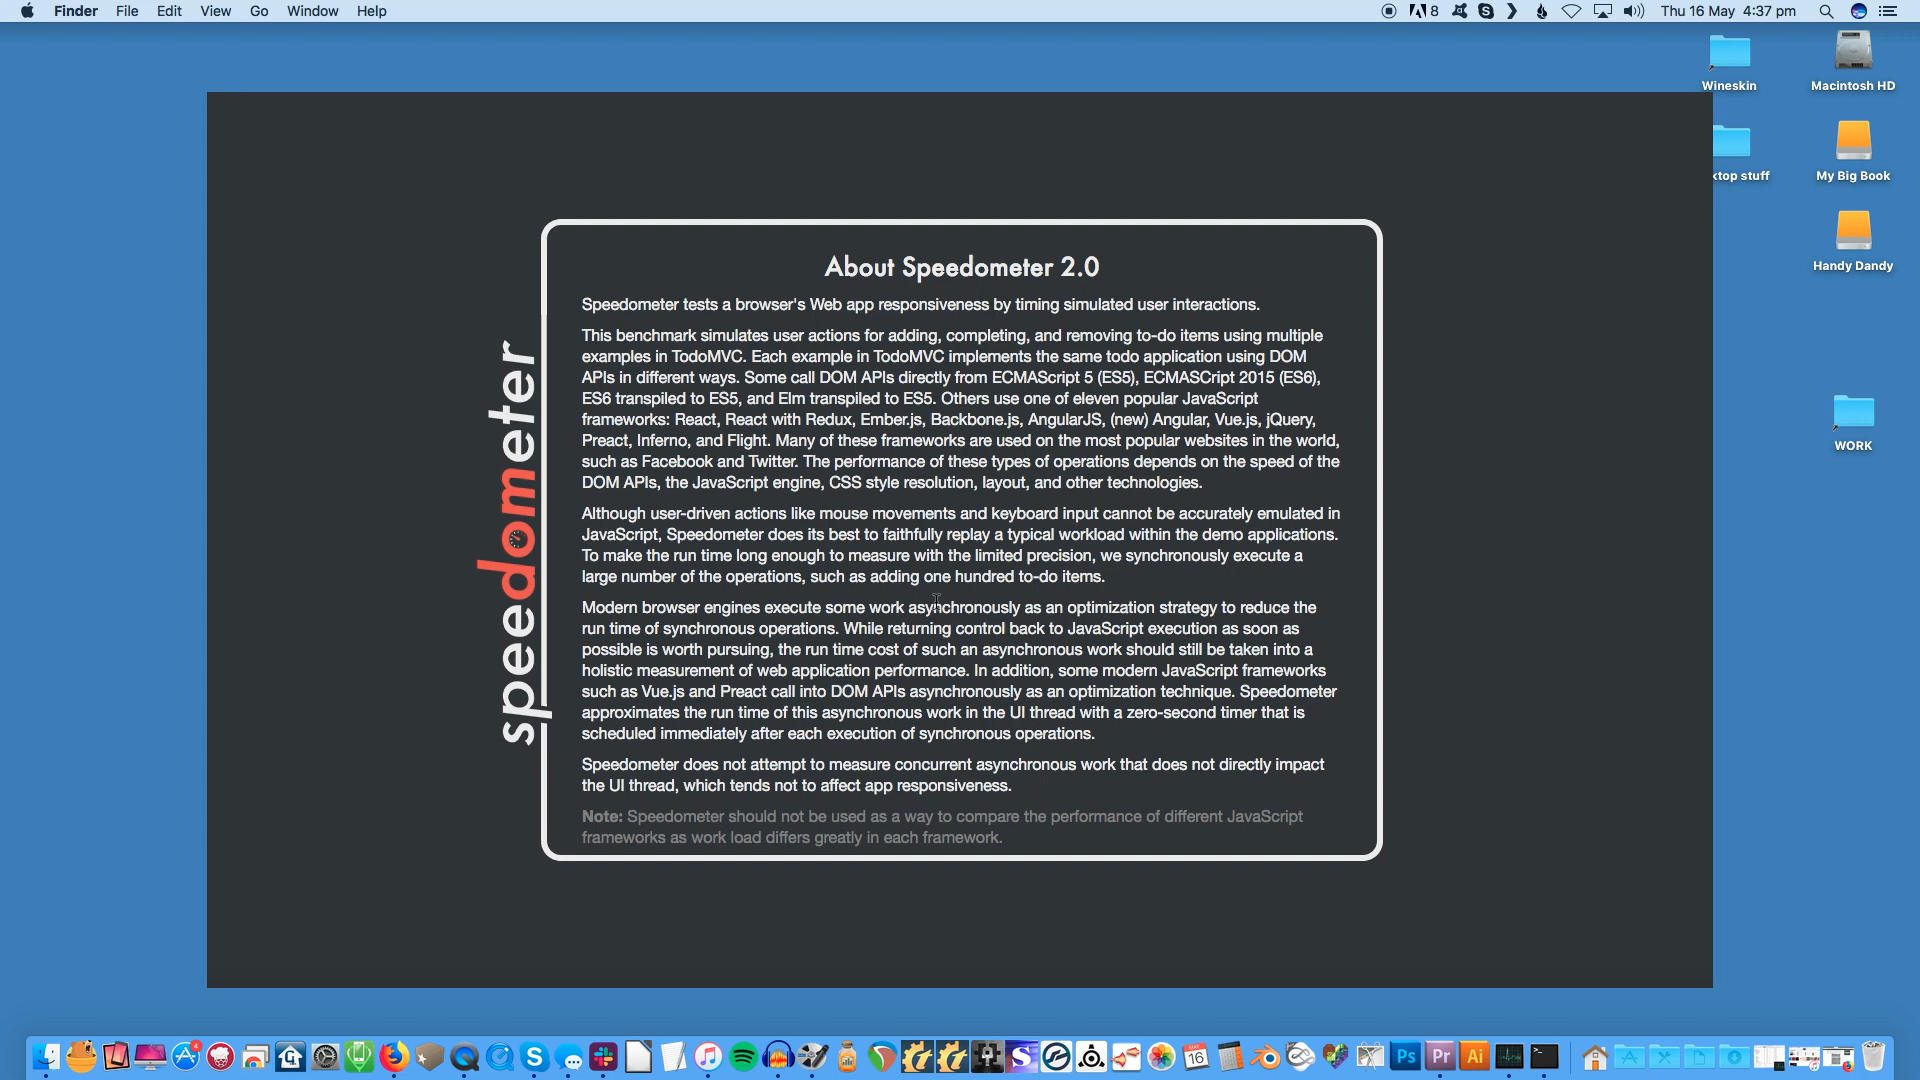 Finder File Edit View Go Window Help
8
Thu 16 May 4:37 pm
Wineskin
Macintosh HD
ktop stuff
My Big Book
Handy Dandy
WORK
speedometer
About Speedometer 2.0
Speedometer tests a browser's Web app responsiveness by timing simulated user interactions.
This benchmark simulates user actions for adding, completing, and removing to-do items using multiple
examples in TodoMVC. Each example in TodoMVC implements the same todo application using DOM
APIs in different ways. Some call DOM APIs directly from ECMAScript 5 (ES5), ECMASCript 2015 (ES6),
ES6 transpiled to ES5, and Elm transpiled to ES5. Others use one of eleven popular JavaScript
frameworks: React, React with Redux, Ember.js, Backbone.js, AngularJS, (new) Angular, Vue.js, jQuery,
Preact, Inferno, and Flight. Many of these frameworks are used on the most popular websites in the world,
such as Facebook and Twitter. The performance of these types of operations depends on the speed of the
DOM APIs, the JavaScript engine, CSS style resolution, layout, and other technologies.
Although user-driven actions like mouse movements and keyboard input cannot be accurately emulated in
JavaScript, Speedometer does its best to faithfully replay a typical workload within the demo applications.
To make the run time long enough to measure with the limited precision, we synchronously execute a
large number of the operations, such as adding one hundred to-do items.
Modern browser engines execute some work asynchronously as an optimization strategy to reduce the
run time of synchronous operations. While returning control back to JavaScript execution as soon as
possible is worth pursuing, the run time cost of such an asynchronous work should still be taken into a
holistic measurement of web application performance. In addition, some modern JavaScript frameworks
such as Vue.js and Preact call into DOM APIs asynchronously as an optimization technique. Speedometer
approximates the run time of this asynchronous work in the UI thread with a zero-second timer that is
scheduled immediately after each execution of synchronous operations.
Speedometer does not attempt to measure concurrent asynchronous work that does not directly impact
the UI thread, which tends not to affect app responsiveness.
Note: Speedometer should not be used as a way to compare the performance of different JavaScript
frameworks as work load differs greatly in each framework.
4
16
Ps
Pr
Ai